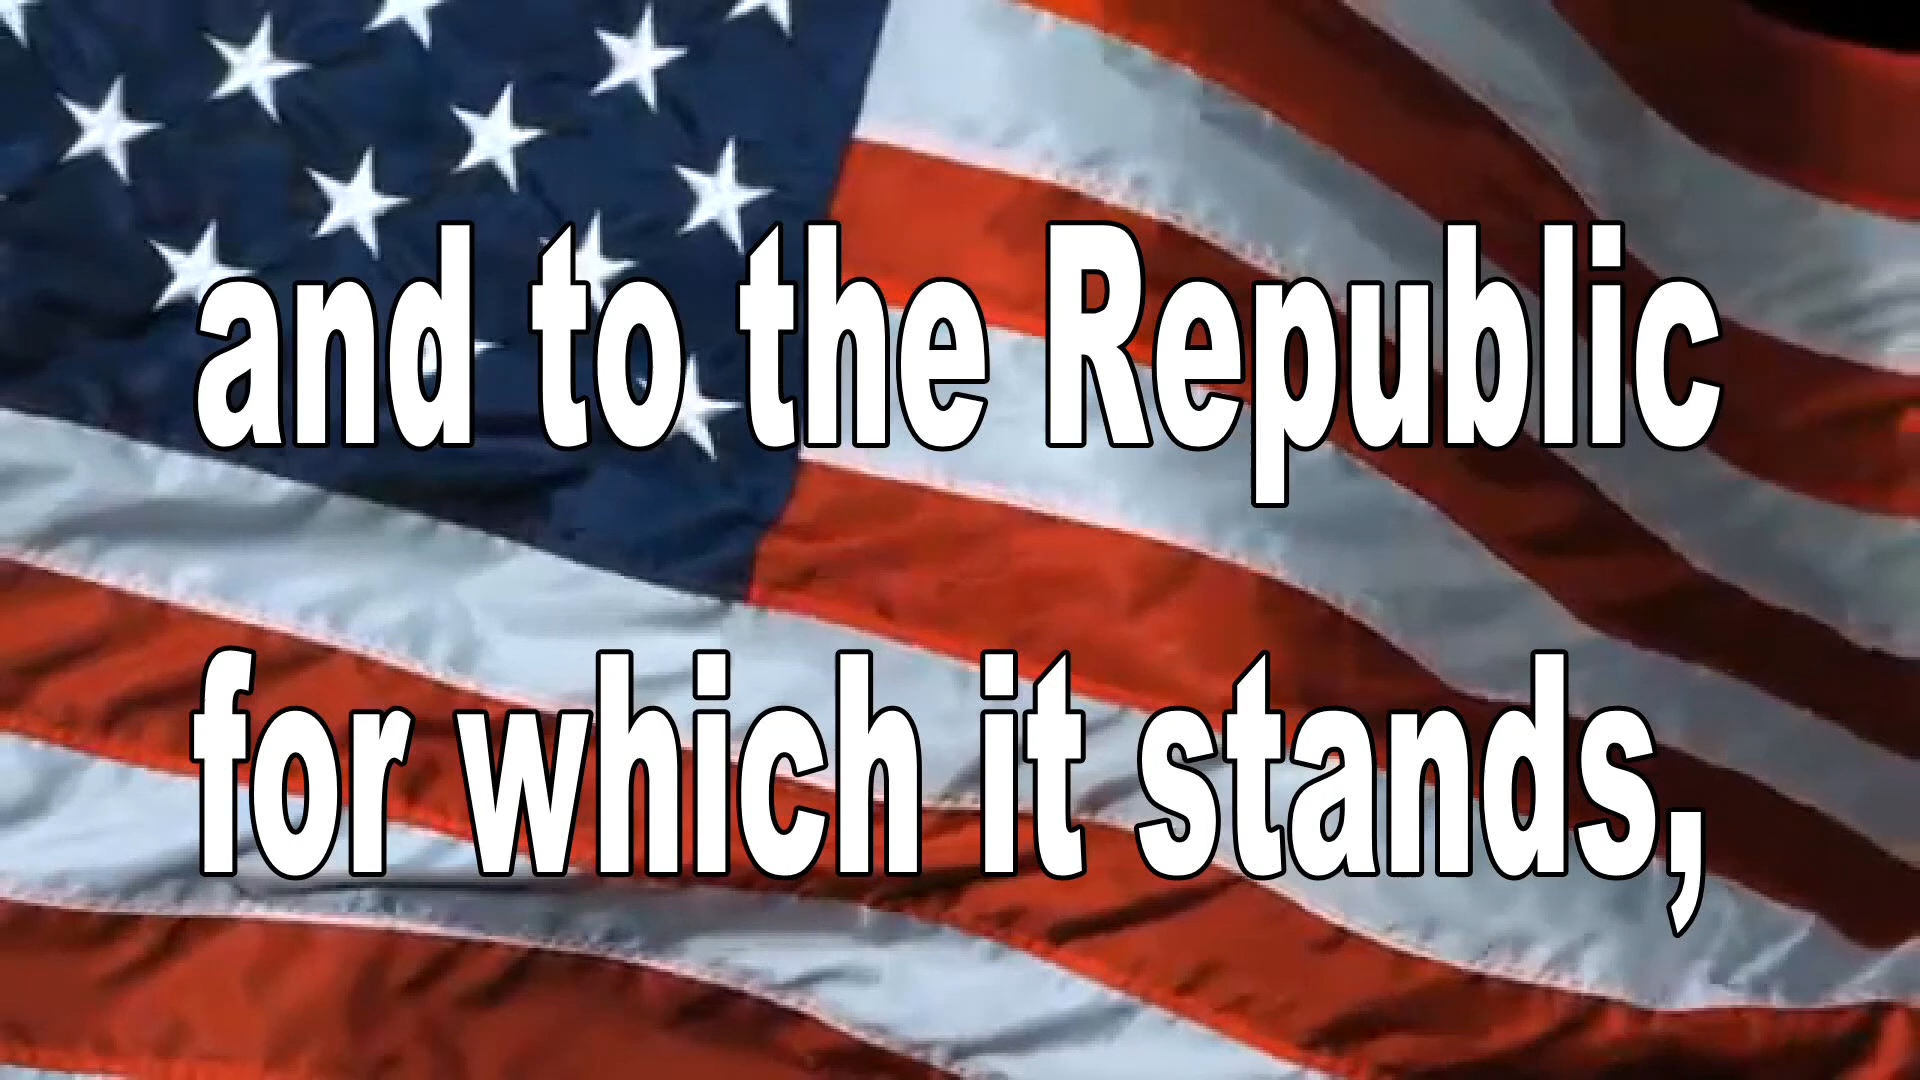 and to the Republic
for which it stands,